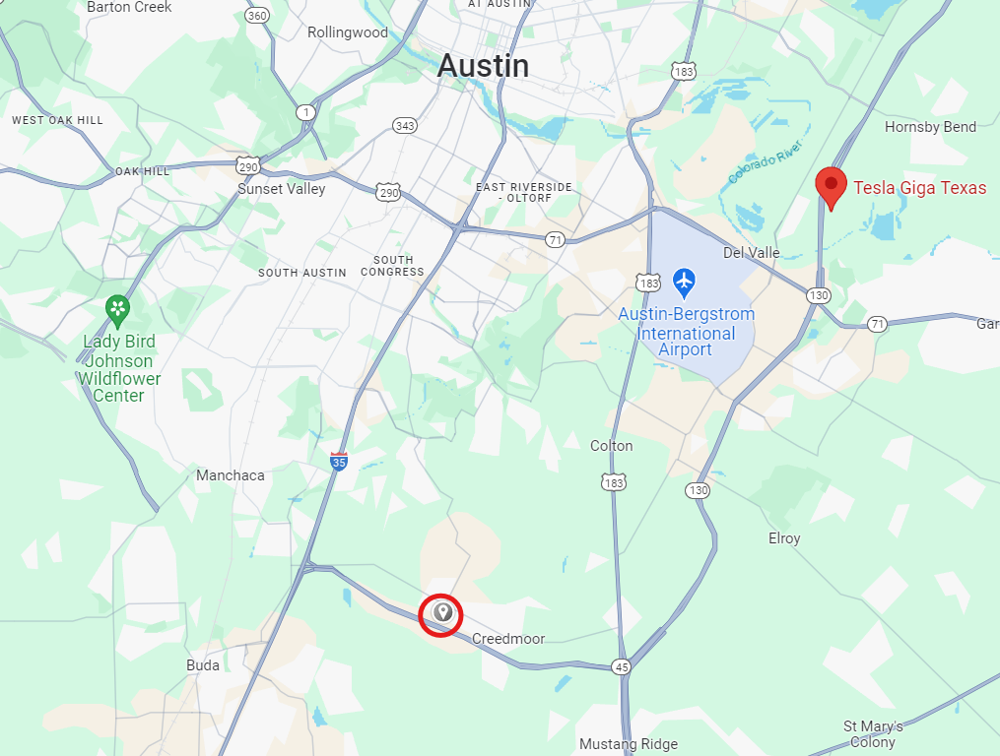 Barton Creek
AT AUSTIN
360
Rollingwood
Austin
183
1
WEST OAK HILL
343
Hornsby Bend
Colorado River
OAK HILL
290
Sunset Valley
290
EAST RIVERSIDE
- OLTORF
Tesla Giga Texas
71
Del Valle
SOUTH AUSTIN
SOUTH
CONGRESS
183
130
Austin-Bergstrom
International
Airport
71
Gar
Lady Bird
Johnson
Wildflower
Center
Colton
35
Manchaca
183
130
Elroy
Creedmoor
Buda
45
St Mary's
Colony
Mustang Ridge